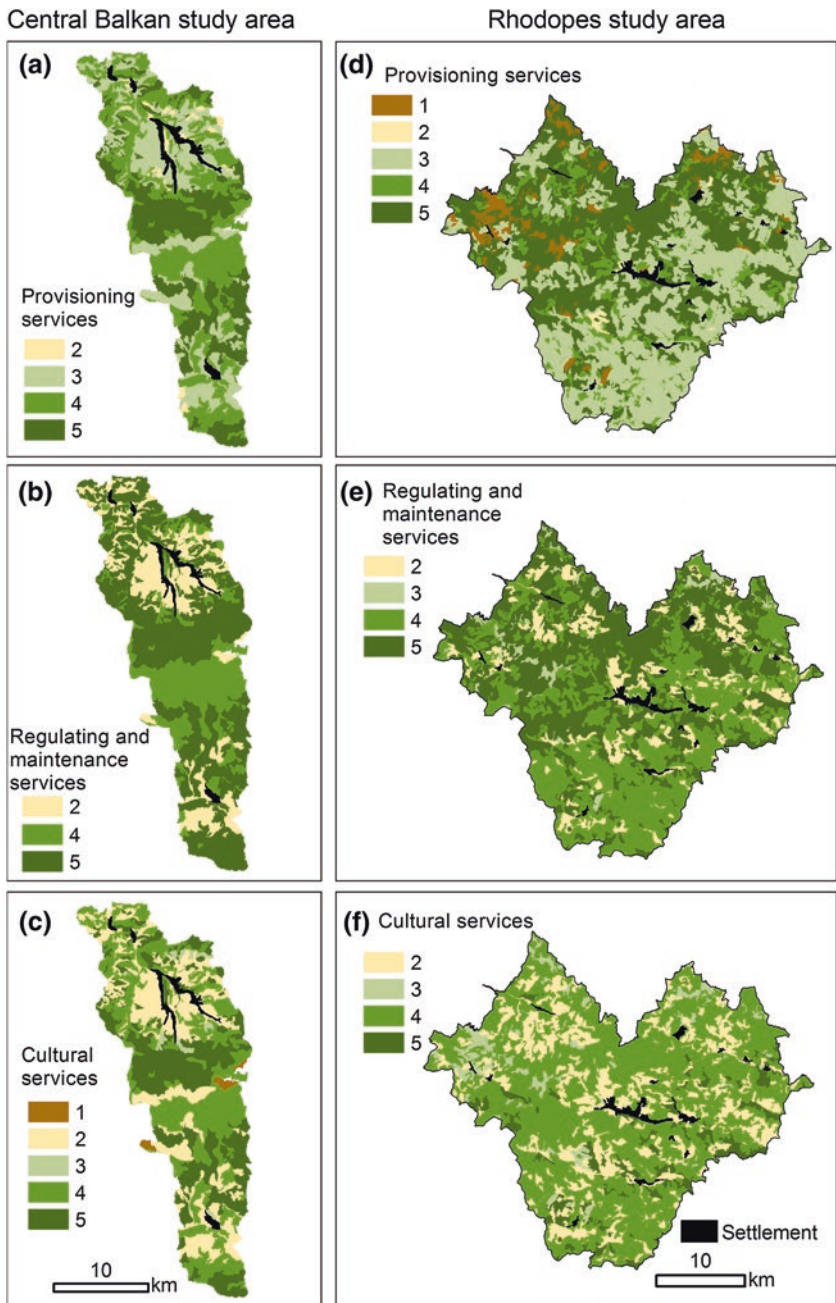 Central Balkan study area
Rhodopes study area
(a)
Provisioning
services
2
3
4
5
(d)
Provisioning services
1
2
3
4
5
(b)
Regulating and
maintenance
services
2
4
5
(e) Regulating and
maintenance
services
2
3
4
5
(c)
Cultural
services
1
2
3
4
5
10
km
(f) Cultural services
2
3
4
5
Settlement
10
km